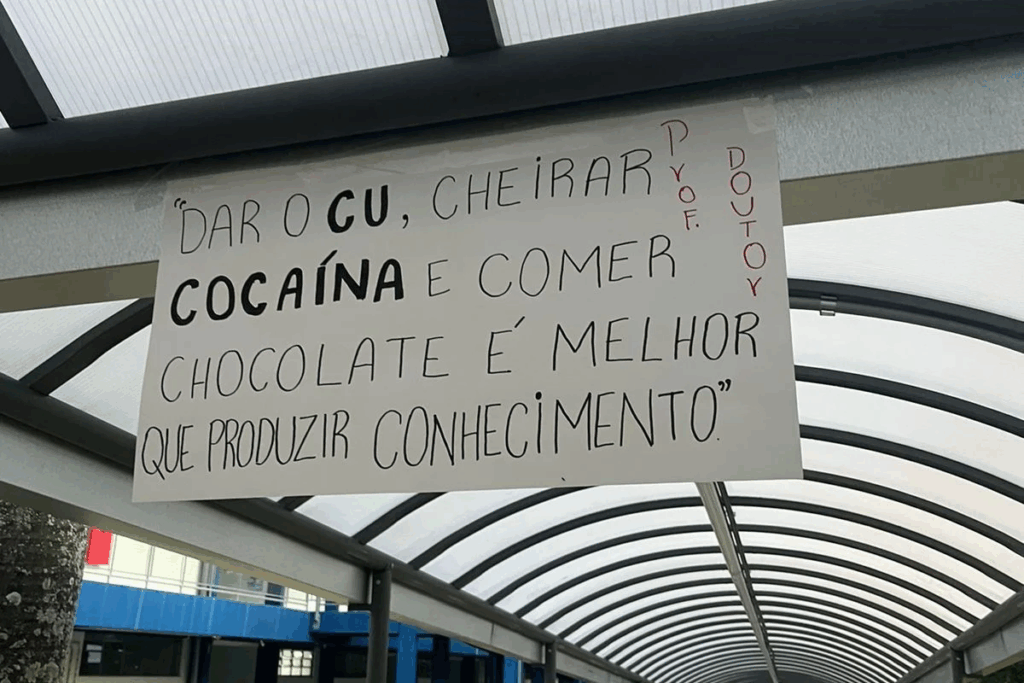 "DAR O CU, CHEIRAR
COCAÍNA E COMER
CHOCOLATE É MELHOR
QUE PRODUZIR CONHECIMENTO."
Prof.
DOUTOr